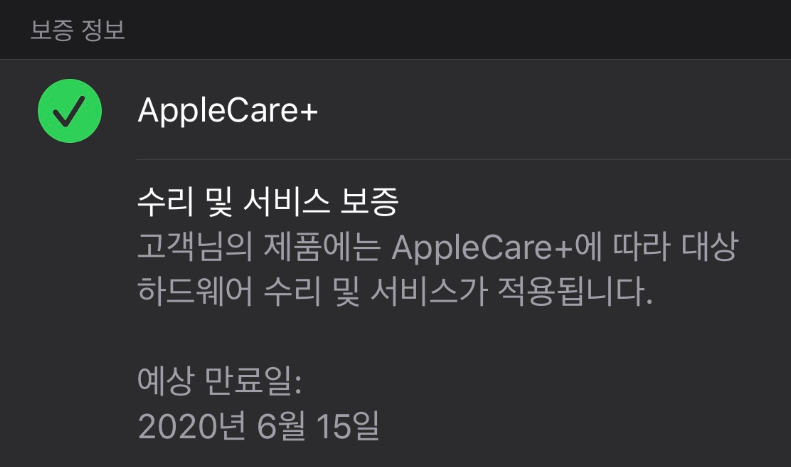 보증 정보
AppleCare+
수리 및 서비스 보증
고객님의 제품에는 AppleCare+에 따라 대상
하드웨어 수리 및 서비스가 적용됩니다.
예상 만료일:
2020년 6월 15일